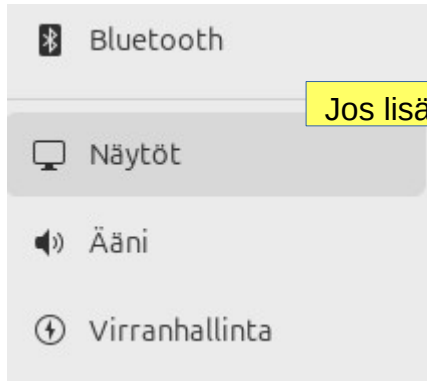 Bluetooth
Jos lisä
Näytöt
Ääni
Virranhallinta